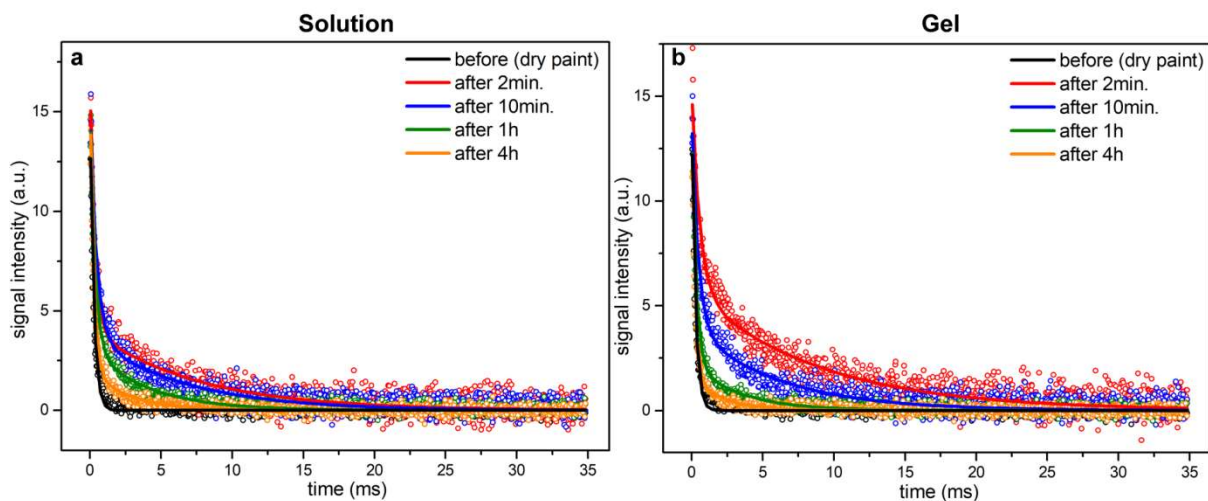 Solution
a
before (dry paint)
after 2min.
after 10min.
after 1h
after 4h
signal intensity (a.u.)
15
10
5
0
0 5 10 15 20 25 30 35
time (ms)
Gel
b
before (dry paint)
after 2min.
after 10min.
after 1h
after 4h
signal intensity (a.u.)
15
10
5
0
0 5 10 15 20 25 30 35
time (ms)